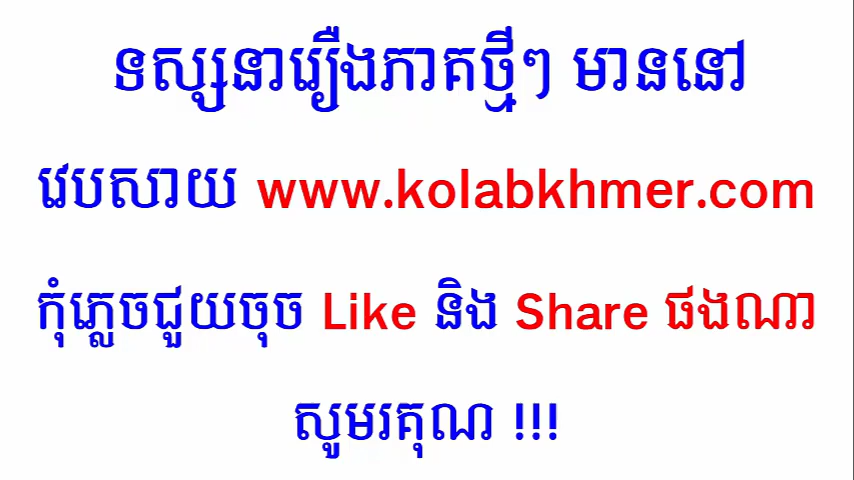 ទស្សនារឿងភាគថ្មីៗ មាននៅ
វេបសាយ www.kolabkhmer.com
កុំភ្លេចជួយចុច Like និង Share ផងណា
សូមរគុណ !!!